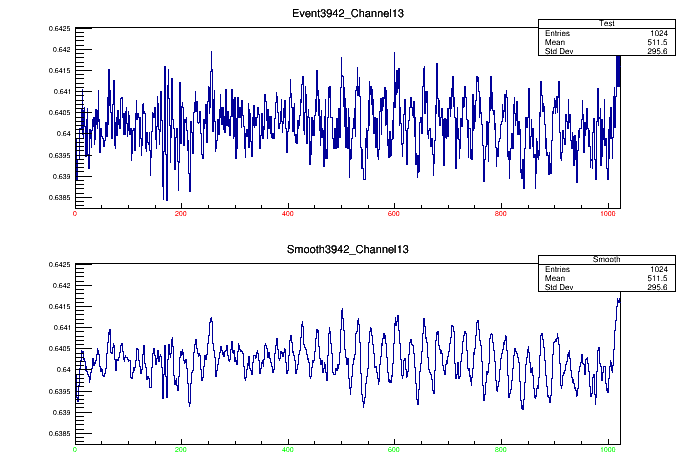 Event3942_Channel13
Test
Entries 1024
Mean 511.5
Std Dev 295.6
0.6425
0.642
0.6415
0.641
0.6405
0.64
0.6395
0.639
0.6385
0 200 400 600 800 1000
Smooth3942_Channel13
Smooth
Entries 1024
Mean 511.5
Std Dev 295.6
0.6425
0.642
0.6415
0.641
0.6405
0.64
0.6395
0.639
0.6385
0 200 400 600 800 1000